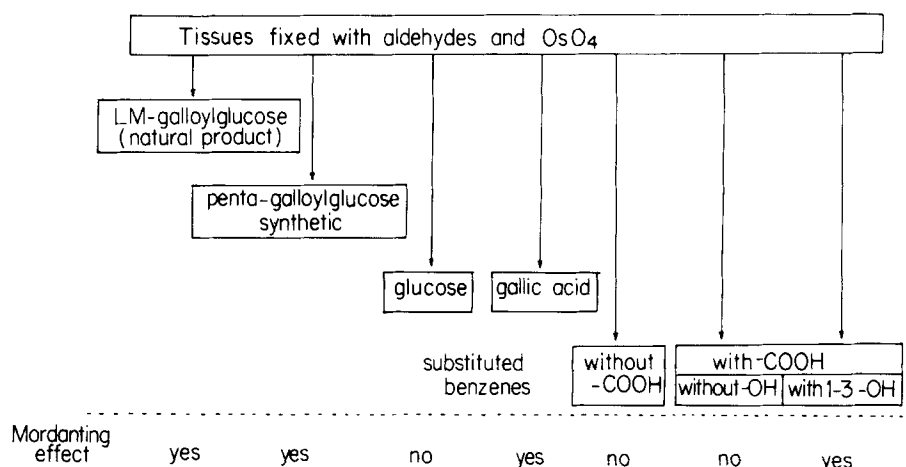 Tissues fixed with aldehydes and OsO4
LM-galloylglucose
(natural product)
penta-galloylglucose
synthetic
glucose
gallic acid
substituted
benzenes
without
-COOH
with-COOH
without-OH
with 1-3-OH
Mordanting
effect
yes yes no yes no no yes